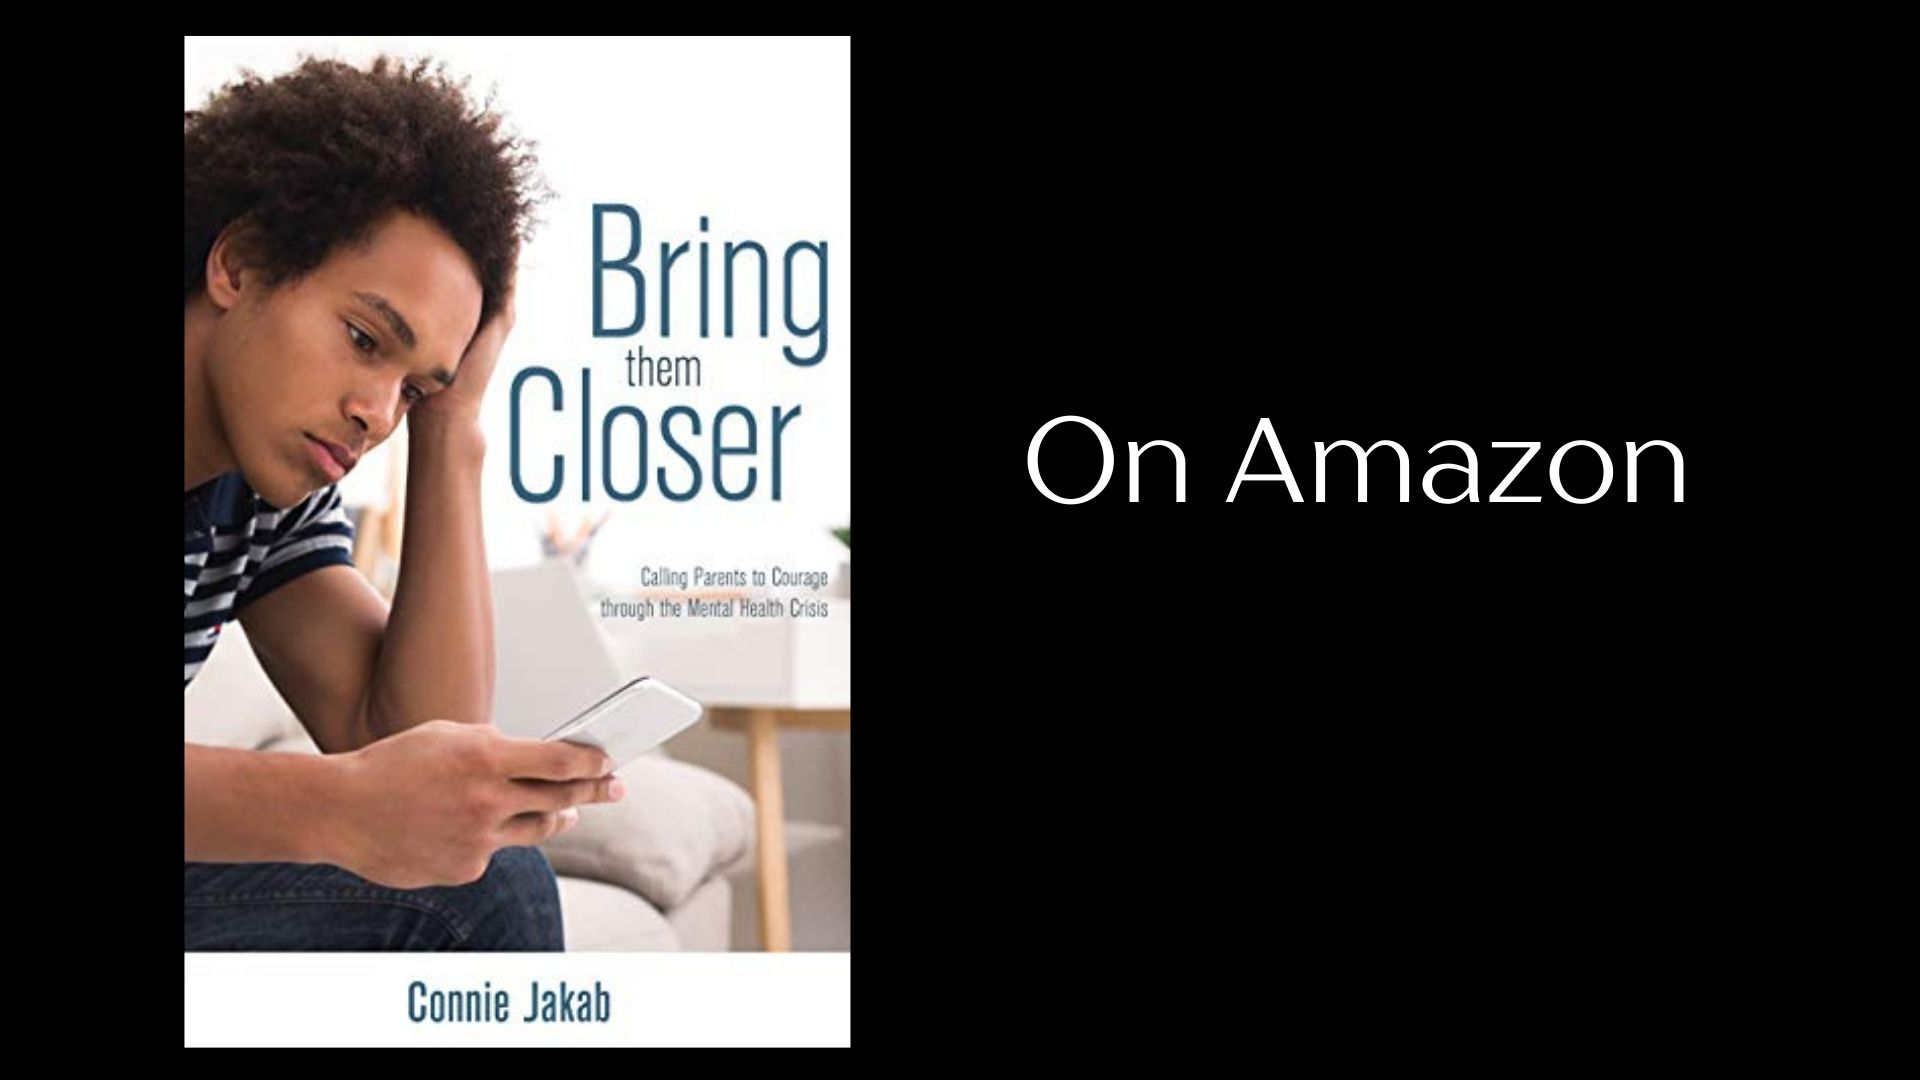 Bring
them
Closer
Calling Parents to Courage
through the Mental Health Crisis
Connie Jakab
On Amazon